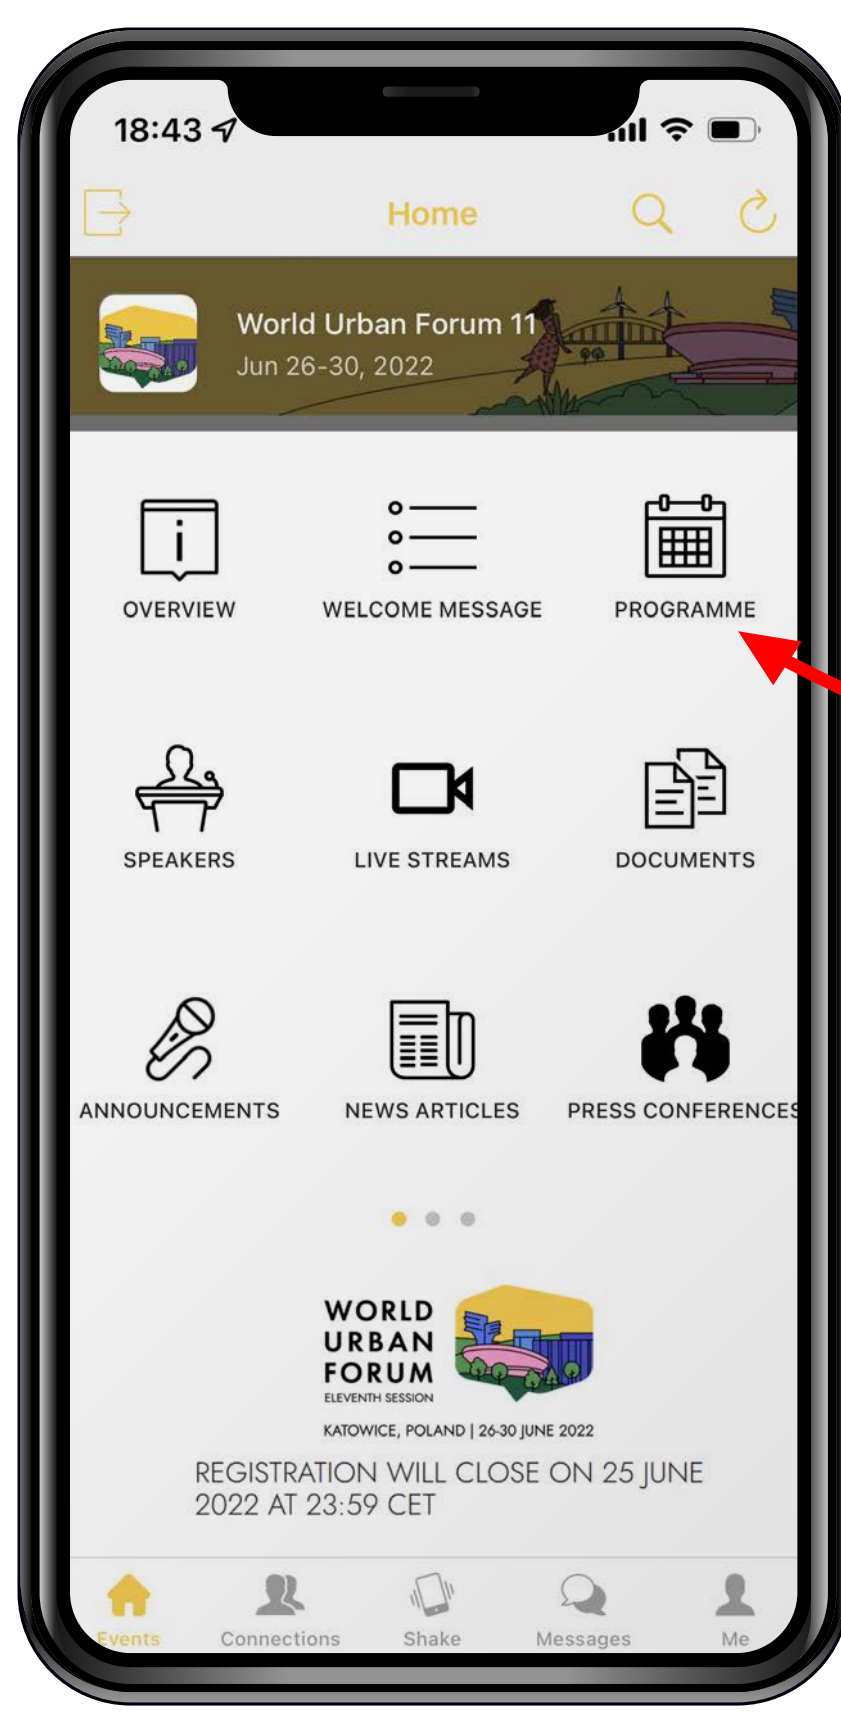 18:43
Home
World Urban Forum 11
Jun 26-30, 2022
i
OVERVIEW
WELCOME MESSAGE
PROGRAMME
SPEAKERS
LIVE STREAMS
DOCUMENTS
ANNOUNCEMENTS
NEWS ARTICLES
PRESS CONFERENCES
WORLD
URBAN
FORUM
ELEVENTH SESSION
KATOWICE, POLAND | 26-30 JUNE 2022
REGISTRATION WILL CLOSE ON 25 JUNE
2022 AT 23:59 CET
Events
Connections
Shake
Messages
Me